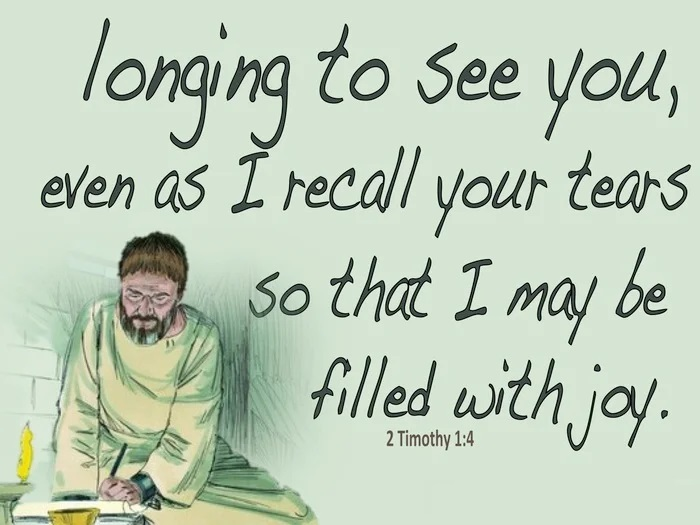 longing to see you,
even as I recall your tears
so that I may be
filled with joy.
2 Timothy 1:4